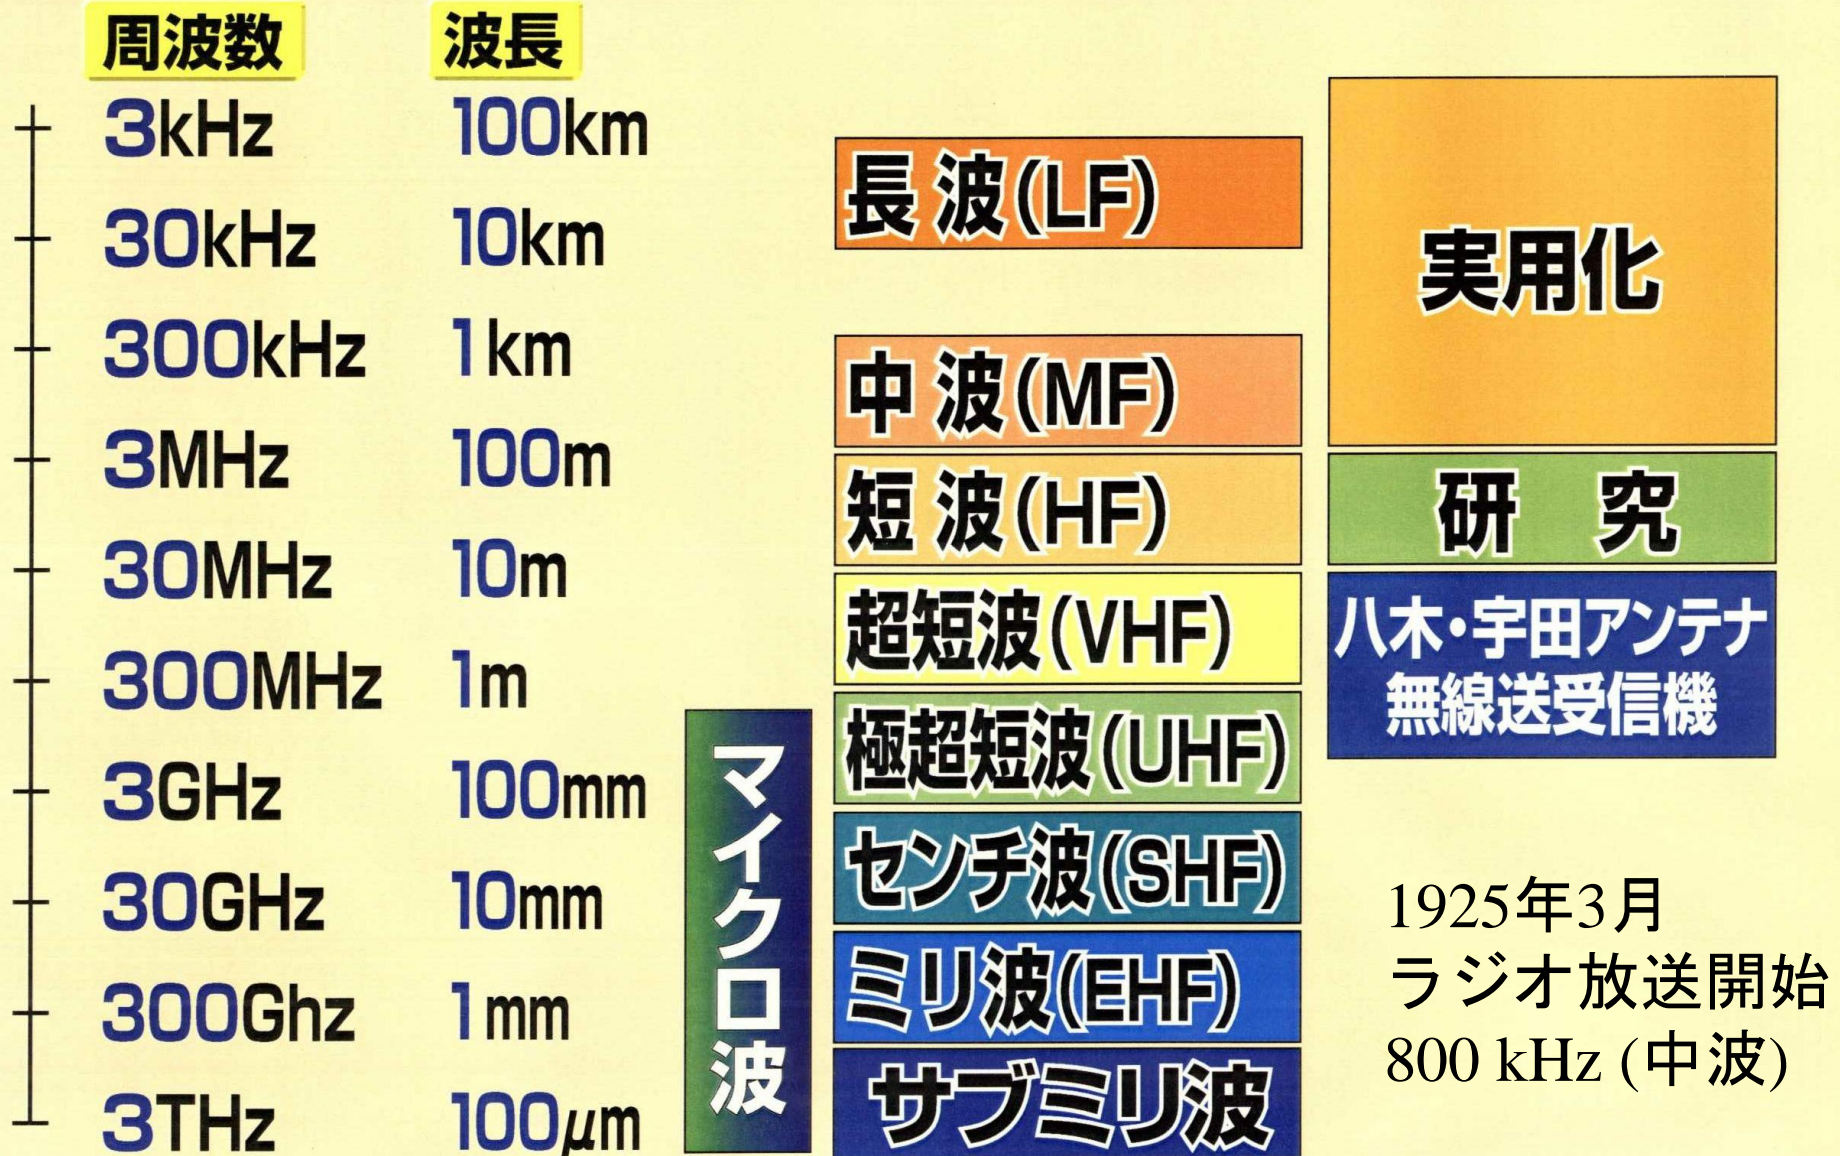 周波数 波長
3kHz 100km
30kHz 10km
300kHz 1km
3MHz 100m
30MHz 10m
300MHz 1m
3GHz 100mm
30GHz 10mm
300Ghz 1mm
3THz 100μm
マイクロ波
長波(LF)
中波(MF)
短波(HF)
超短波(VHF)
極超短波(UHF)
センチ波(SHF)
ミリ波(EHF)
サブミリ波
実用化
研究
八木・宇田アンテナ
無線送受信機
1925年3月
ラジオ放送開始
800 kHz (中波)